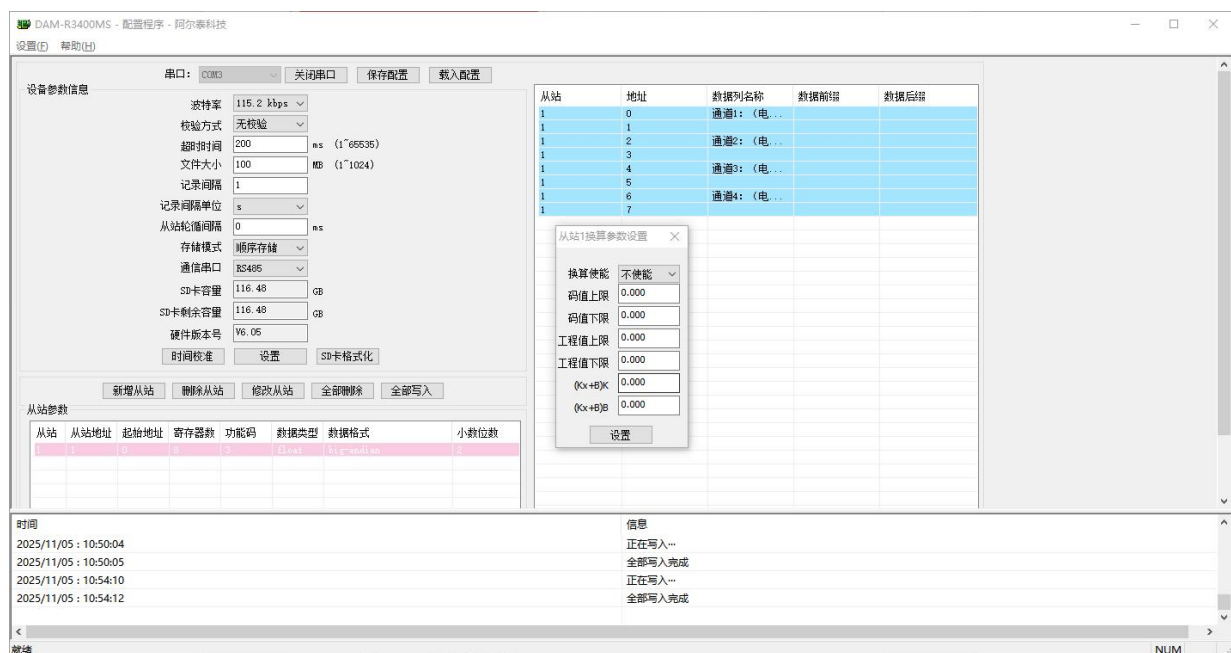 DAM-R3400MS - 配置程序 - 阿尔泰科技
设置(F) 帮助(H)
串口： COM3 关闭串口 保存配置 载入配置
设备参数信息
波特率 115.2 kbps
校验方式 无校验
超时时间 200 ms (1~65535)
文件大小 100 MB (1~1024)
记录间隔 1
记录间隔单位 s
从站轮循间隔 0 ms
存储模式 顺序存储
通信串口 RS485
SD卡容量 116.48 GB
SD卡剩余容量 116.48 GB
硬件版本号 V6.05
时间校准 设置 SD卡格式化
新增从站 删除从站 修改从站 全部删除 全部写入
从站参数
从站 从站地址 起始地址 寄存器数 功能码 数据类型 数据格式 小数位数
1 1 0 8 3 float big-endian 2
从站 地址 数据列名称 数据前缀 数据后缀
1 0 通道1：（电...
1 1
1 2 通道2：（电...
1 3
1 4 通道3：（电...
1 5
1 6 通道4：（电...
1 7
从站1换算参数设置
换算使能 不使能
码值上限 0.000
码值下限 0.000
工程值上限 0.000
工程值下限 0.000
(Kx+B)K 0.000
(Kx+B)B 0.000
设置
时间 信息
2025/11/05 : 10:50:04 正在写入…
2025/11/05 : 10:50:05 全部写入完成
2025/11/05 : 10:54:10 正在写入…
2025/11/05 : 10:54:12 全部写入完成
就绪 NUM